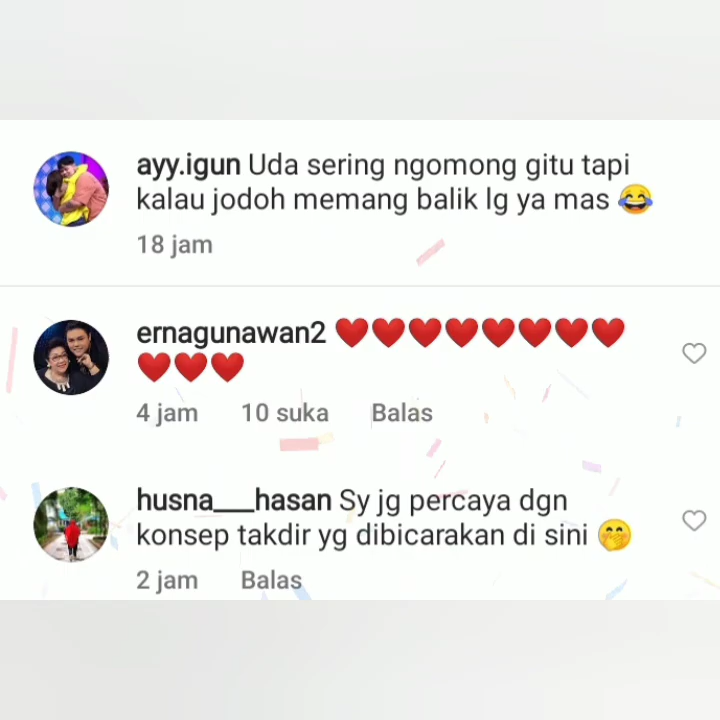 ayy.igun Uda sering ngomong gitu tapi
kalau jodoh memang balik lg ya mas 😂
18 jam
ernagunawan2 ❤️❤️❤️❤️❤️❤️❤️❤️
❤️❤️❤️
4 jam 10 suka Balas
husna___hasan Sy jg percaya dgn
konsep takdir yg dibicarakan di sini 🤭
2 jam Balas